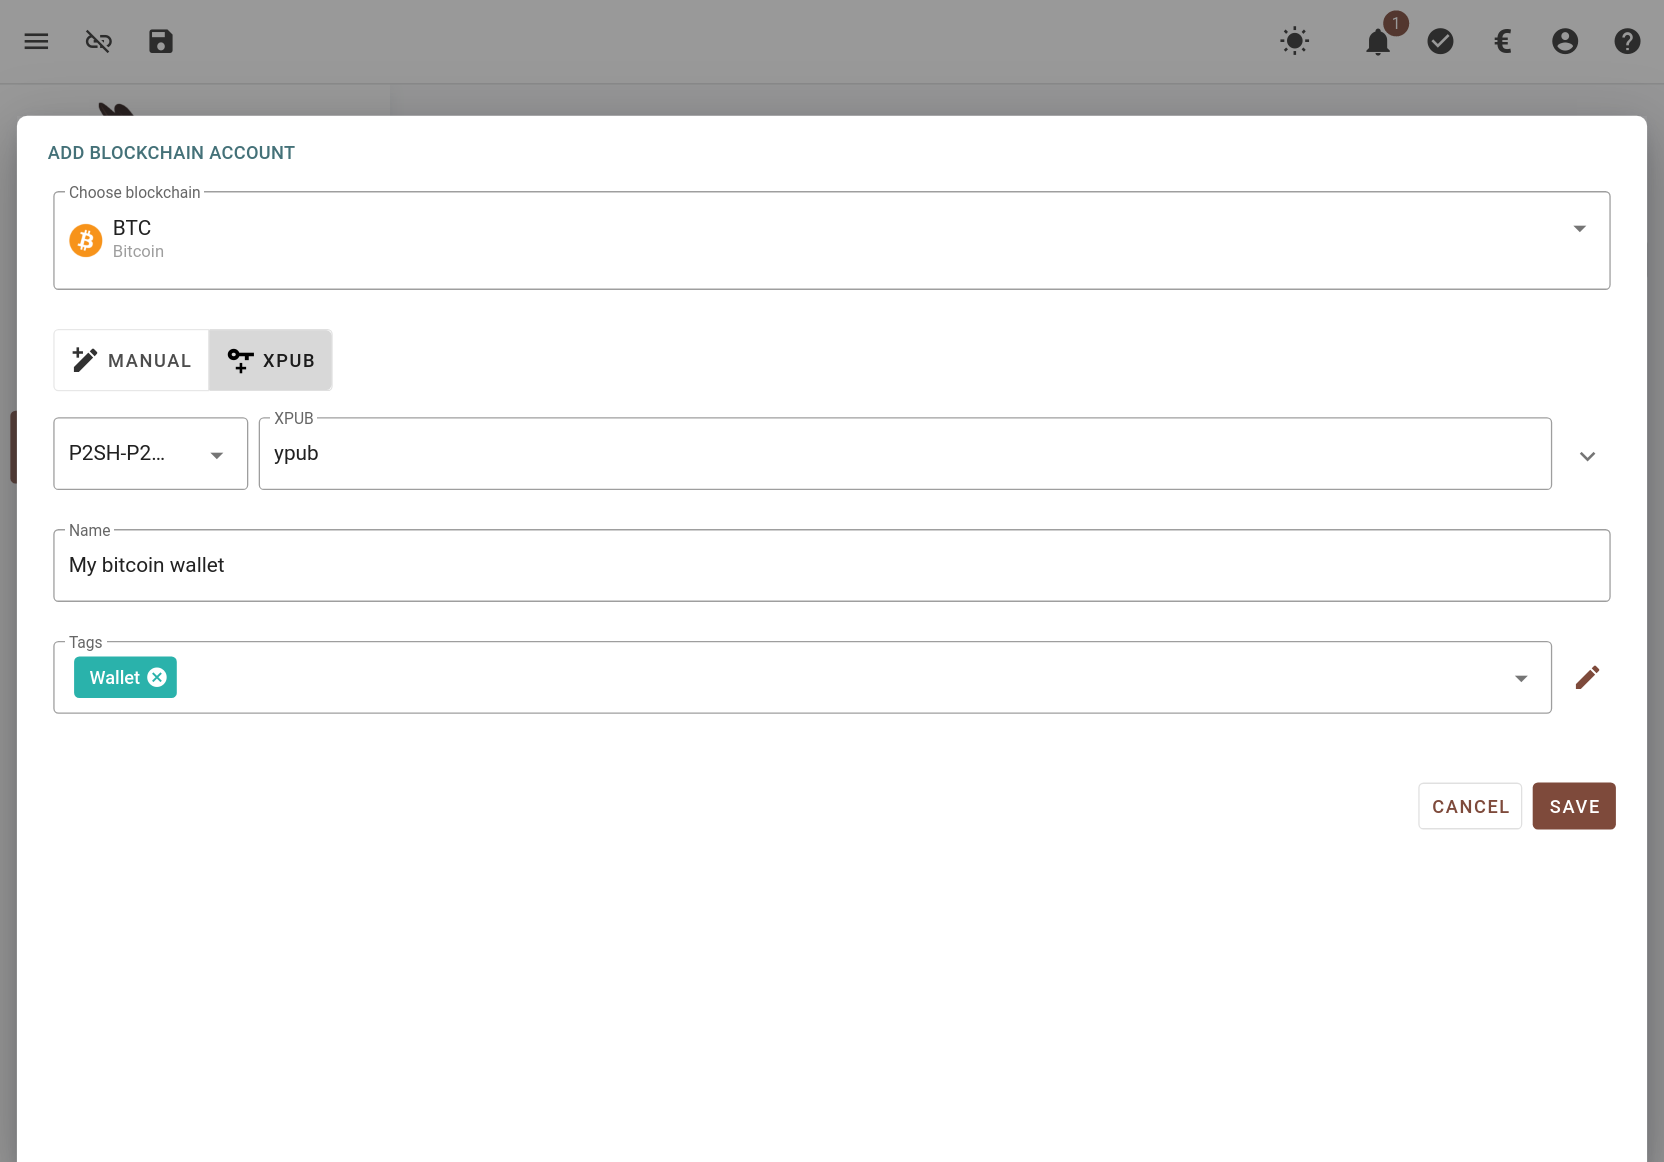 1
€
ADD BLOCKCHAIN ACCOUNT
Choose blockchain
BTC
Bitcoin
MANUAL
XPUB
P2SH-P2...
XPUB
ypub
Name
My bitcoin wallet
Tags
Wallet
CANCEL
SAVE